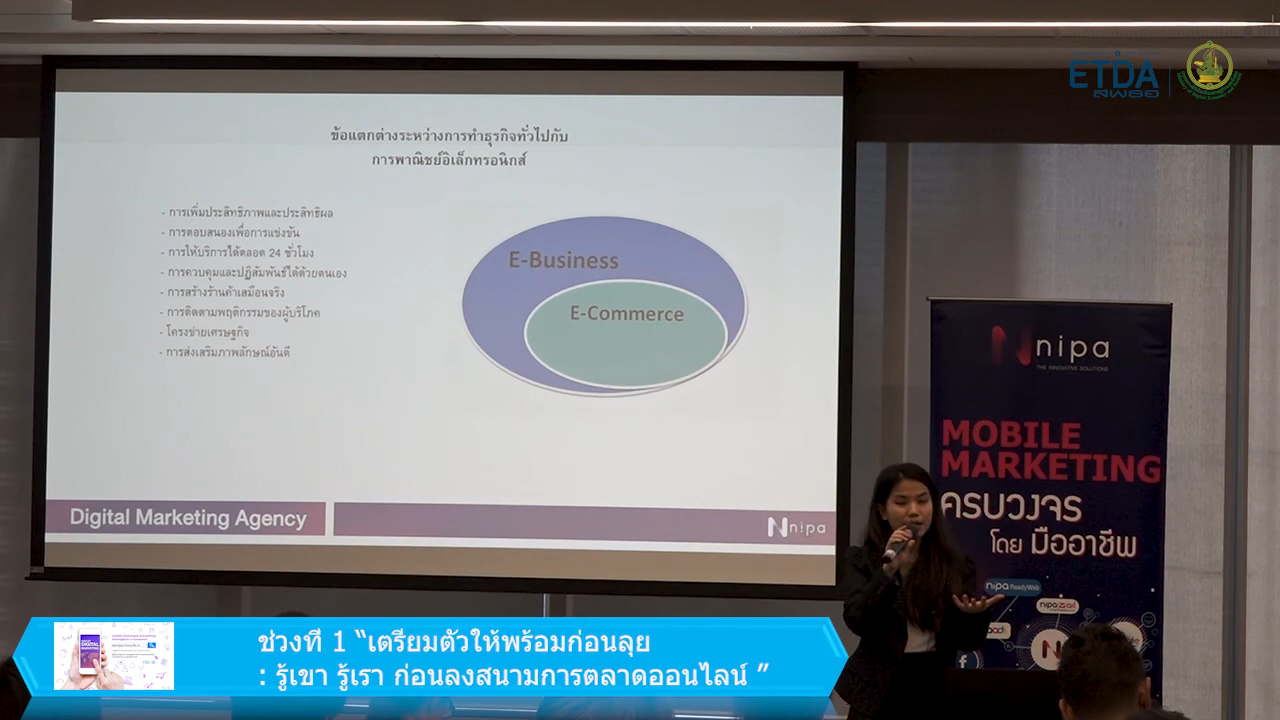 ETDA
สพธอ
ข้อแตกต่างระหว่างการทำธุรกิจทั่วไปกับ
การพาณิชย์อิเล็กทรอนิกส์
- การเพิ่มประสิทธิภาพและประสิทธิผล
- การตอบสนองเพื่อการแข่งขัน
- การให้บริการได้ตลอด 24 ชั่วโมง
- การควบคุมและปฏิสัมพันธ์ได้ด้วยตนเอง
- การสร้างร้านค้าเสมือนจริง
- การติดตามพฤติกรรมของผู้บริโภค
- โครงข่ายเศรษฐกิจ
- การส่งเสริมภาพลักษณ์อันดี
E-Business
E-Commerce
Digital Marketing Agency
nipa
nipa
THE INNOVATIVE SOLUTIONS
MOBILE
MARKETING
ครบวงจร
โดย มืออาชีพ
nipa ReadyWeb
nipa mail
DIGITAL
MARKETING
ช่วงที่ 1 “เตรียมตัวให้พร้อมก่อนลุย
: รู้เขา รู้เรา ก่อนลงสนามการตลาดออนไลน์ ”